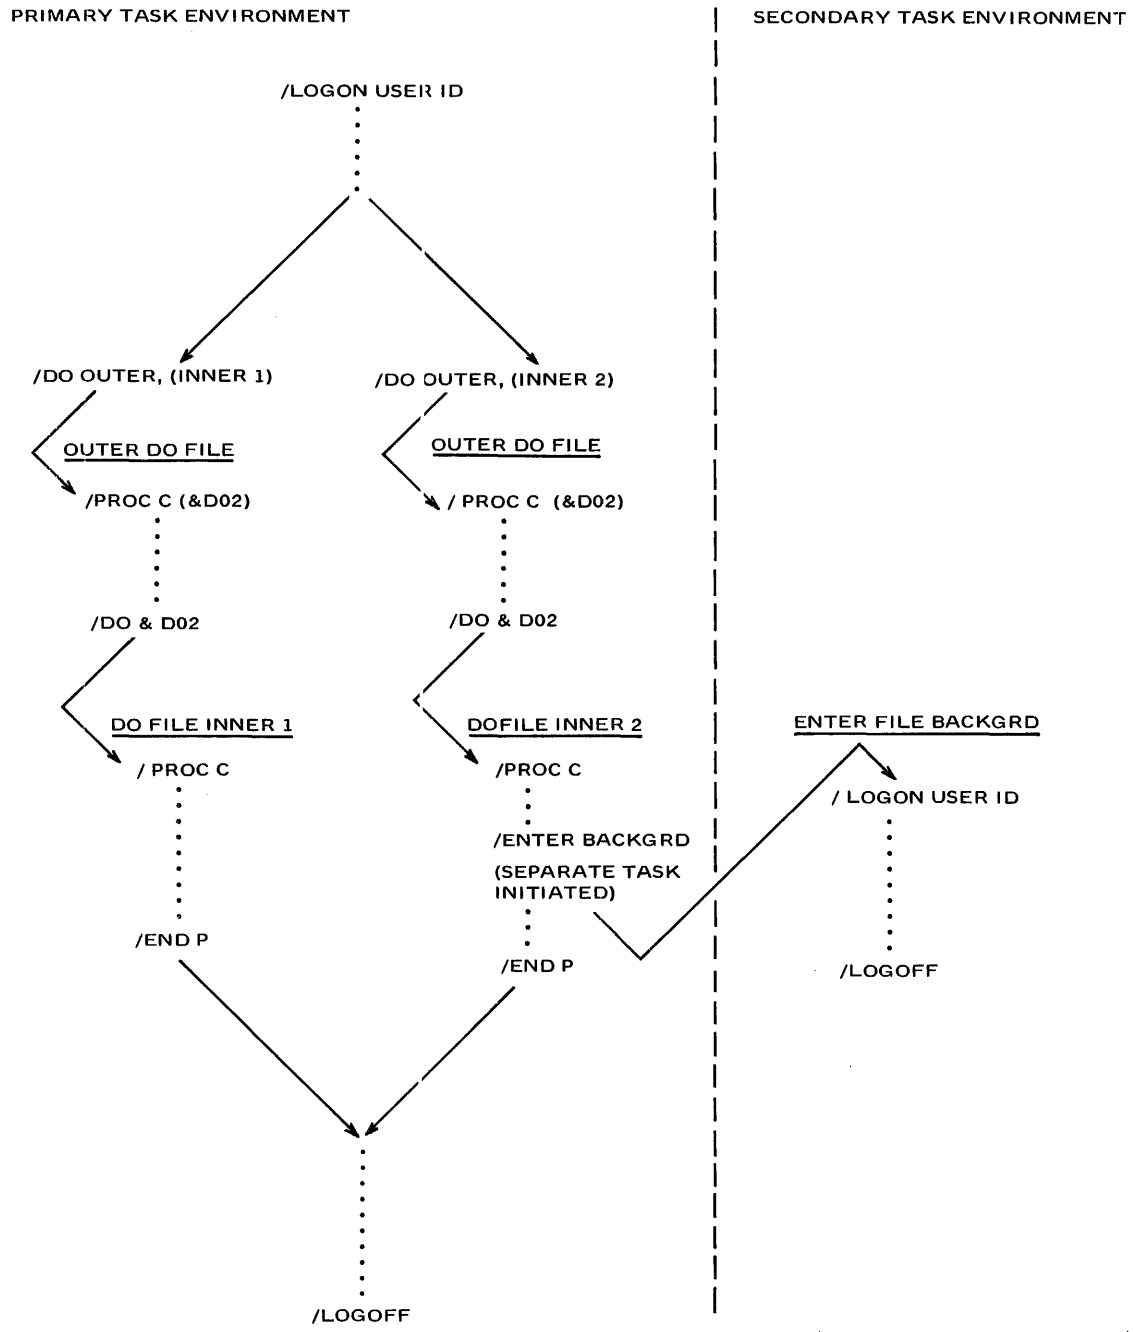 PRIMARY TASK ENVIRONMENT
SECONDARY TASK ENVIRONMENT
/LOGON USER ID
/DO OUTER, (INNER 1)
/DO OUTER, (INNER 2)
OUTER DO FILE
OUTER DO FILE
/PROC C (&D02)
/ PROC C (&D02)
/DO & D02
/DO & D02
DO FILE INNER 1
DOFILE INNER 2
ENTER FILE BACKGRD
/ PROC C
/PROC C
/ LOGON USER ID
/ENTER BACKGRD
(SEPARATE TASK
INITIATED)
/END P
/END P
/LOGOFF
/LOGOFF